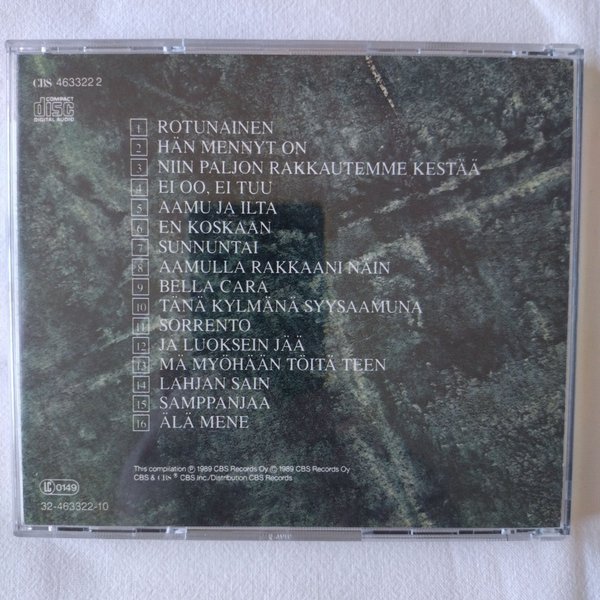 CBS 463322 2
COMPACT
disc
DIGITAL AUDIO
1 ROTUNAINEN
2 HÄN MENNYT ON
3 NIIN PALJON RAKKAUTEMME KESTÄÄ
4 EI OO, EI TUU
5 AAMU JA ILTA
6 EN KOSKAAN
7 SUNNUNTAI
8 AAMULLA RAKKAANI NÄIN
9 BELLA CARA
10 TÄNÄ KYLMÄNÄ SYYSAAMUNA
11 SORRENTO
12 JA LUOKSEIN JÄÄ
13 MÄ MYÖHÄÄN TÖITÄ TEEN
14 LAHJAN SAIN
15 SAMPPANJAA
16 ÄLÄ MENE
This compilation ℗ 1989 CBS Records Oy © 1989 CBS Records Oy
CBS & CBS ® CBS Inc./Distribution CBS Records
LC 0149
32-463322-10